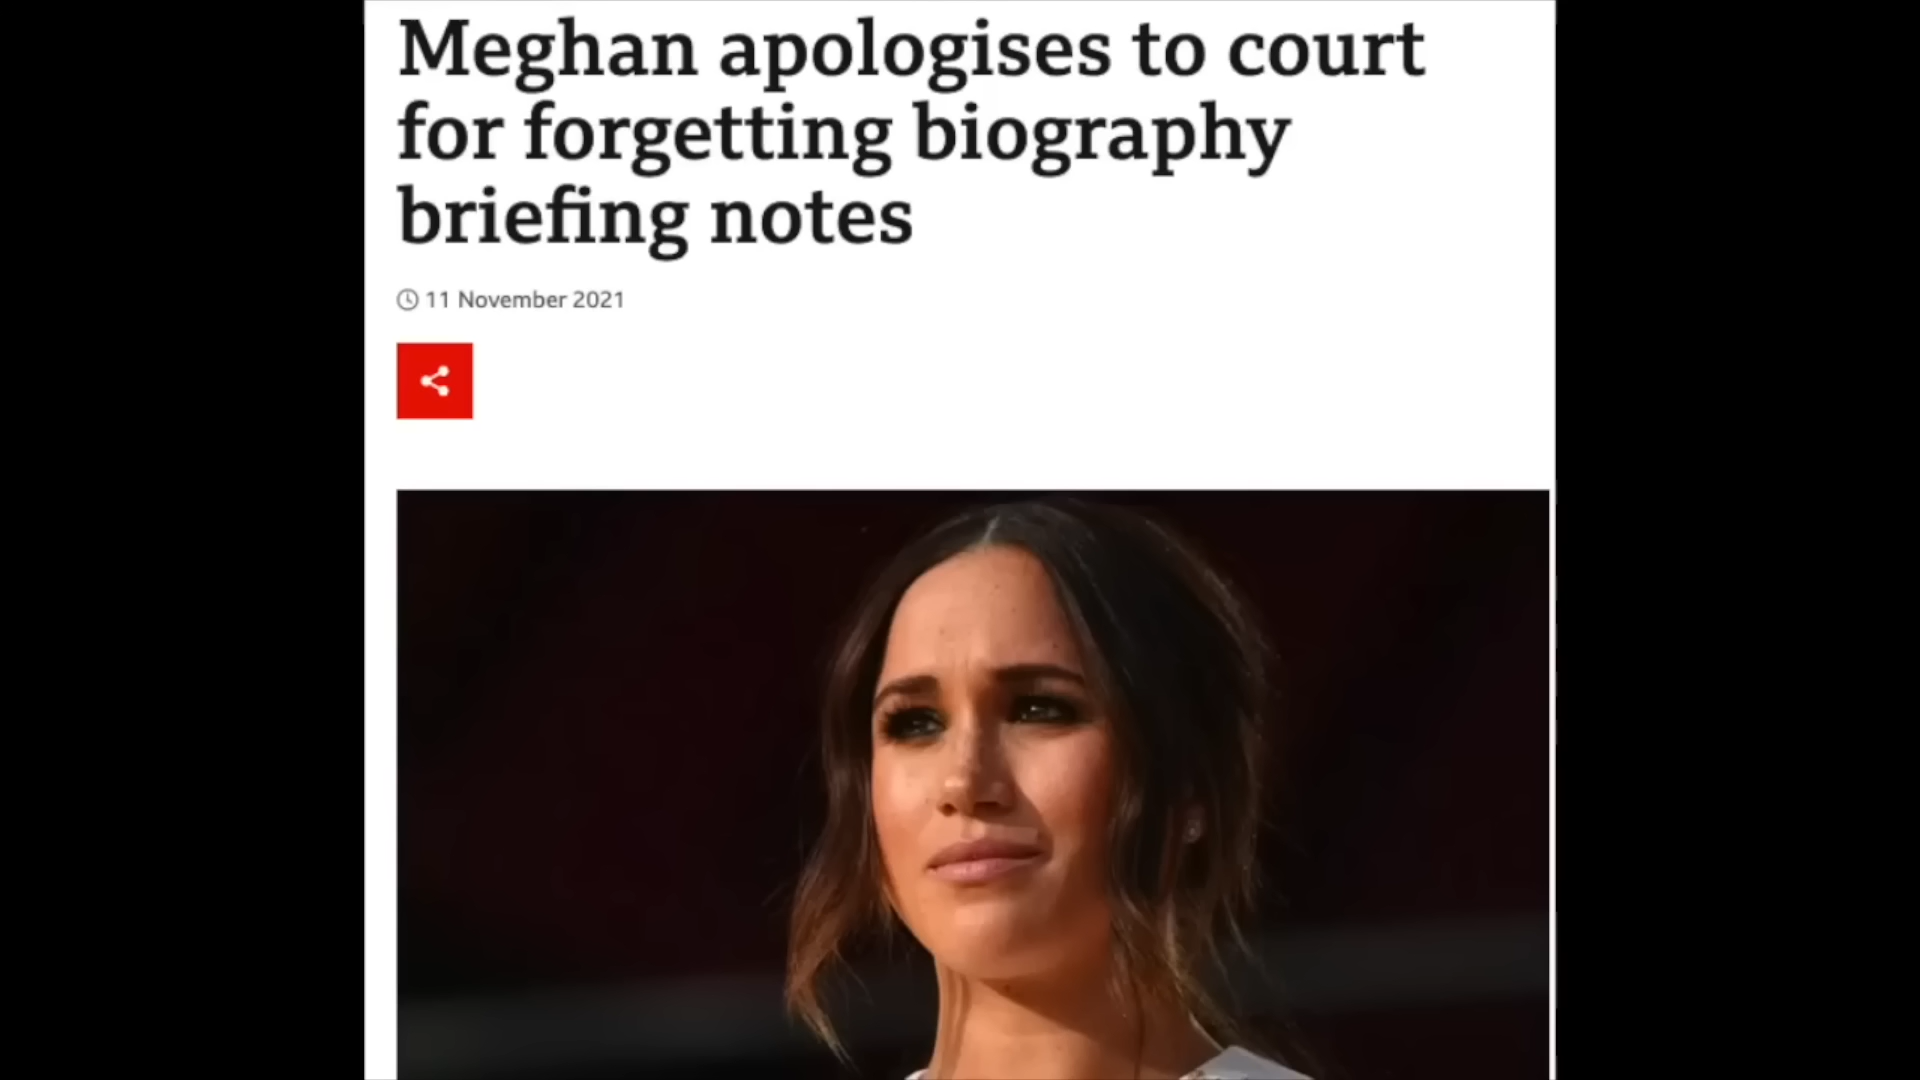 Meghan apologises to court
for forgetting biography
briefing notes
11 November 2021